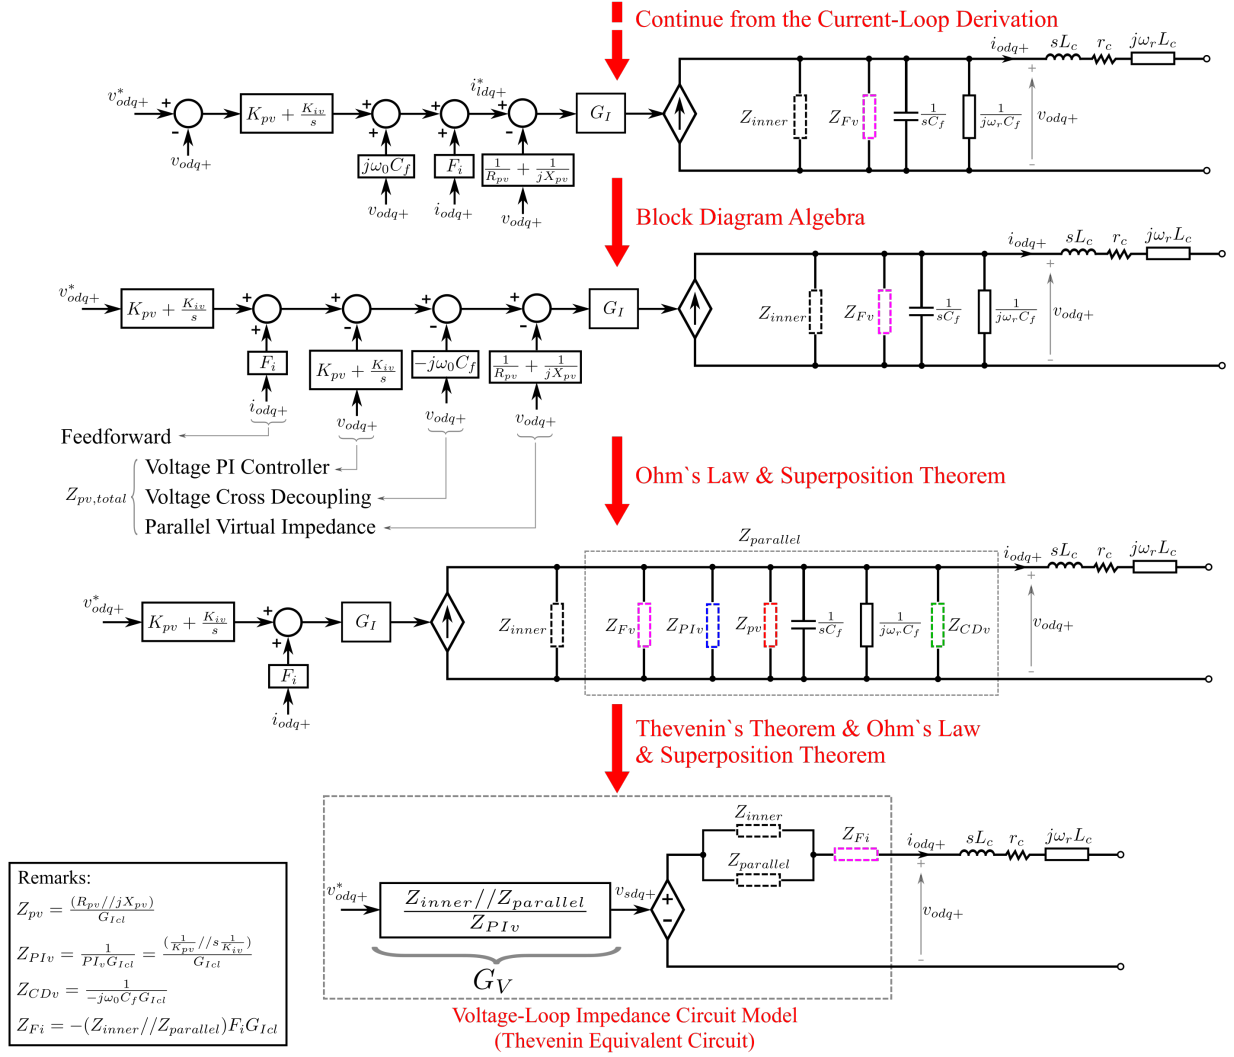 Continue from the Current-Loop Derivation
v*odq+ + - Kpv + Kiv/s + + + + i*ldq+ + - GI Zinner ZFv 1/sCf 1/jωrCf iodq+ sLc rc jωrLc + vodq+ -
vodq+ jω0Cf Fi 1/Rpv + 1/jXpv
vodq+ iodq+ vodq+
Block Diagram Algebra
v*odq+ Kpv + Kiv/s + + + - + - + - GI Zinner ZFv 1/sCf 1/jωrCf iodq+ sLc rc jωrLc + vodq+ -
Fi Kpv + Kiv/s -jω0Cf 1/Rpv + 1/jXpv
iodq+ vodq+ vodq+ vodq+
Feedforward
Zpv,total
Voltage PI Controller
Voltage Cross Decoupling
Parallel Virtual Impedance
Ohm`s Law & Superposition Theorem
Zparallel
v*odq+ Kpv + Kiv/s + + GI Zinner ZFv ZPIv Zpv 1/sCf 1/jωrCf ZCDv iodq+ sLc rc jωrLc + vodq+ -
Fi
iodq+
Thevenin`s Theorem & Ohm`s Law
& Superposition Theorem
Zinner
Zparallel
ZFi iodq+ sLc rc jωrLc
v*odq+ Zinner//Zparallel/ZPIv vsdq+ + - + vodq+ -
GV
Voltage-Loop Impedance Circuit Model
(Thevenin Equivalent Circuit)
Remarks:
Zpv = (Rpv//jXpv)/GIcl
ZPIv = 1/PIvGIcl = (1/Kpv//s1/Kiv)/GIcl
ZCDv = 1/-jω0CfGIcl
ZFi = -(Zinner//Zparallel)FiGIcl